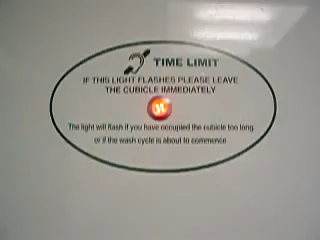 TIME LIMIT
IF THIS LIGHT FLASHES PLEASE LEAVE
THE CUBICLE IMMEDIATELY
The light will flash if you have occupied the cubicle too long
or if the wash cycle is about to commence